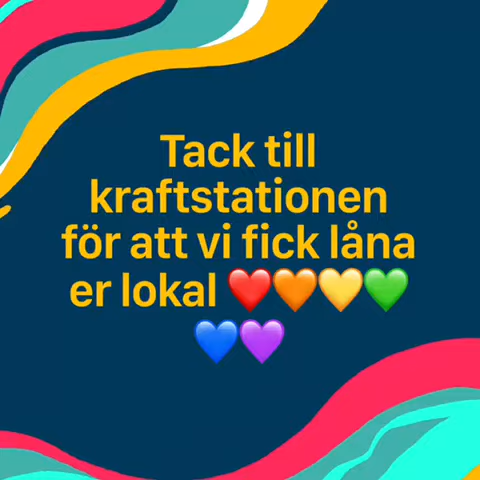 Tack till
kraftstationen
för att vi fick låna
er lokal ❤️🧡💛💚
💙💜